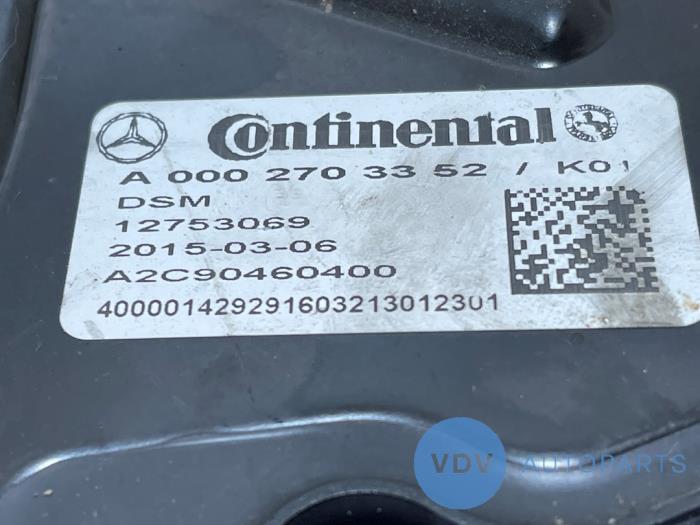 Continental
A 000 270 33 52 / K01
DSM
12753069
2015-03-06
A2C90460400
400001429291603213012301
VDV AUTOPARTS